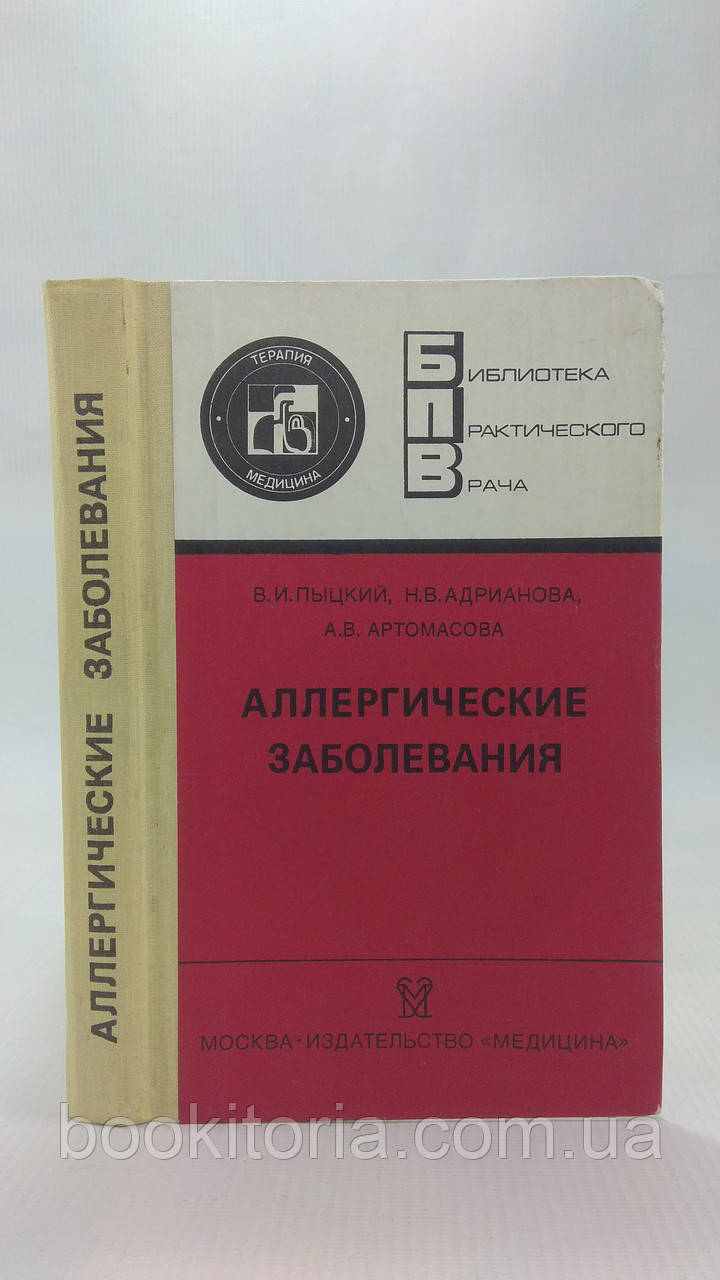 АЛЛЕРГИЧЕСКИЕ ЗАБОЛЕВАНИЯ
ТЕРАПИЯ
МЕДИЦИНА
БИБЛИОТЕКА
ПРАКТИЧЕСКОГО
ВРАЧА
В.И.ПЫЦКИЙ, Н.В.АДРИАНОВА,
А.В. АРТОМАСОВА
АЛЛЕРГИЧЕСКИЕ
ЗАБОЛЕВАНИЯ
МОСКВА · ИЗДАТЕЛЬСТВО «МЕДИЦИНА»
bookitoria.com.ua